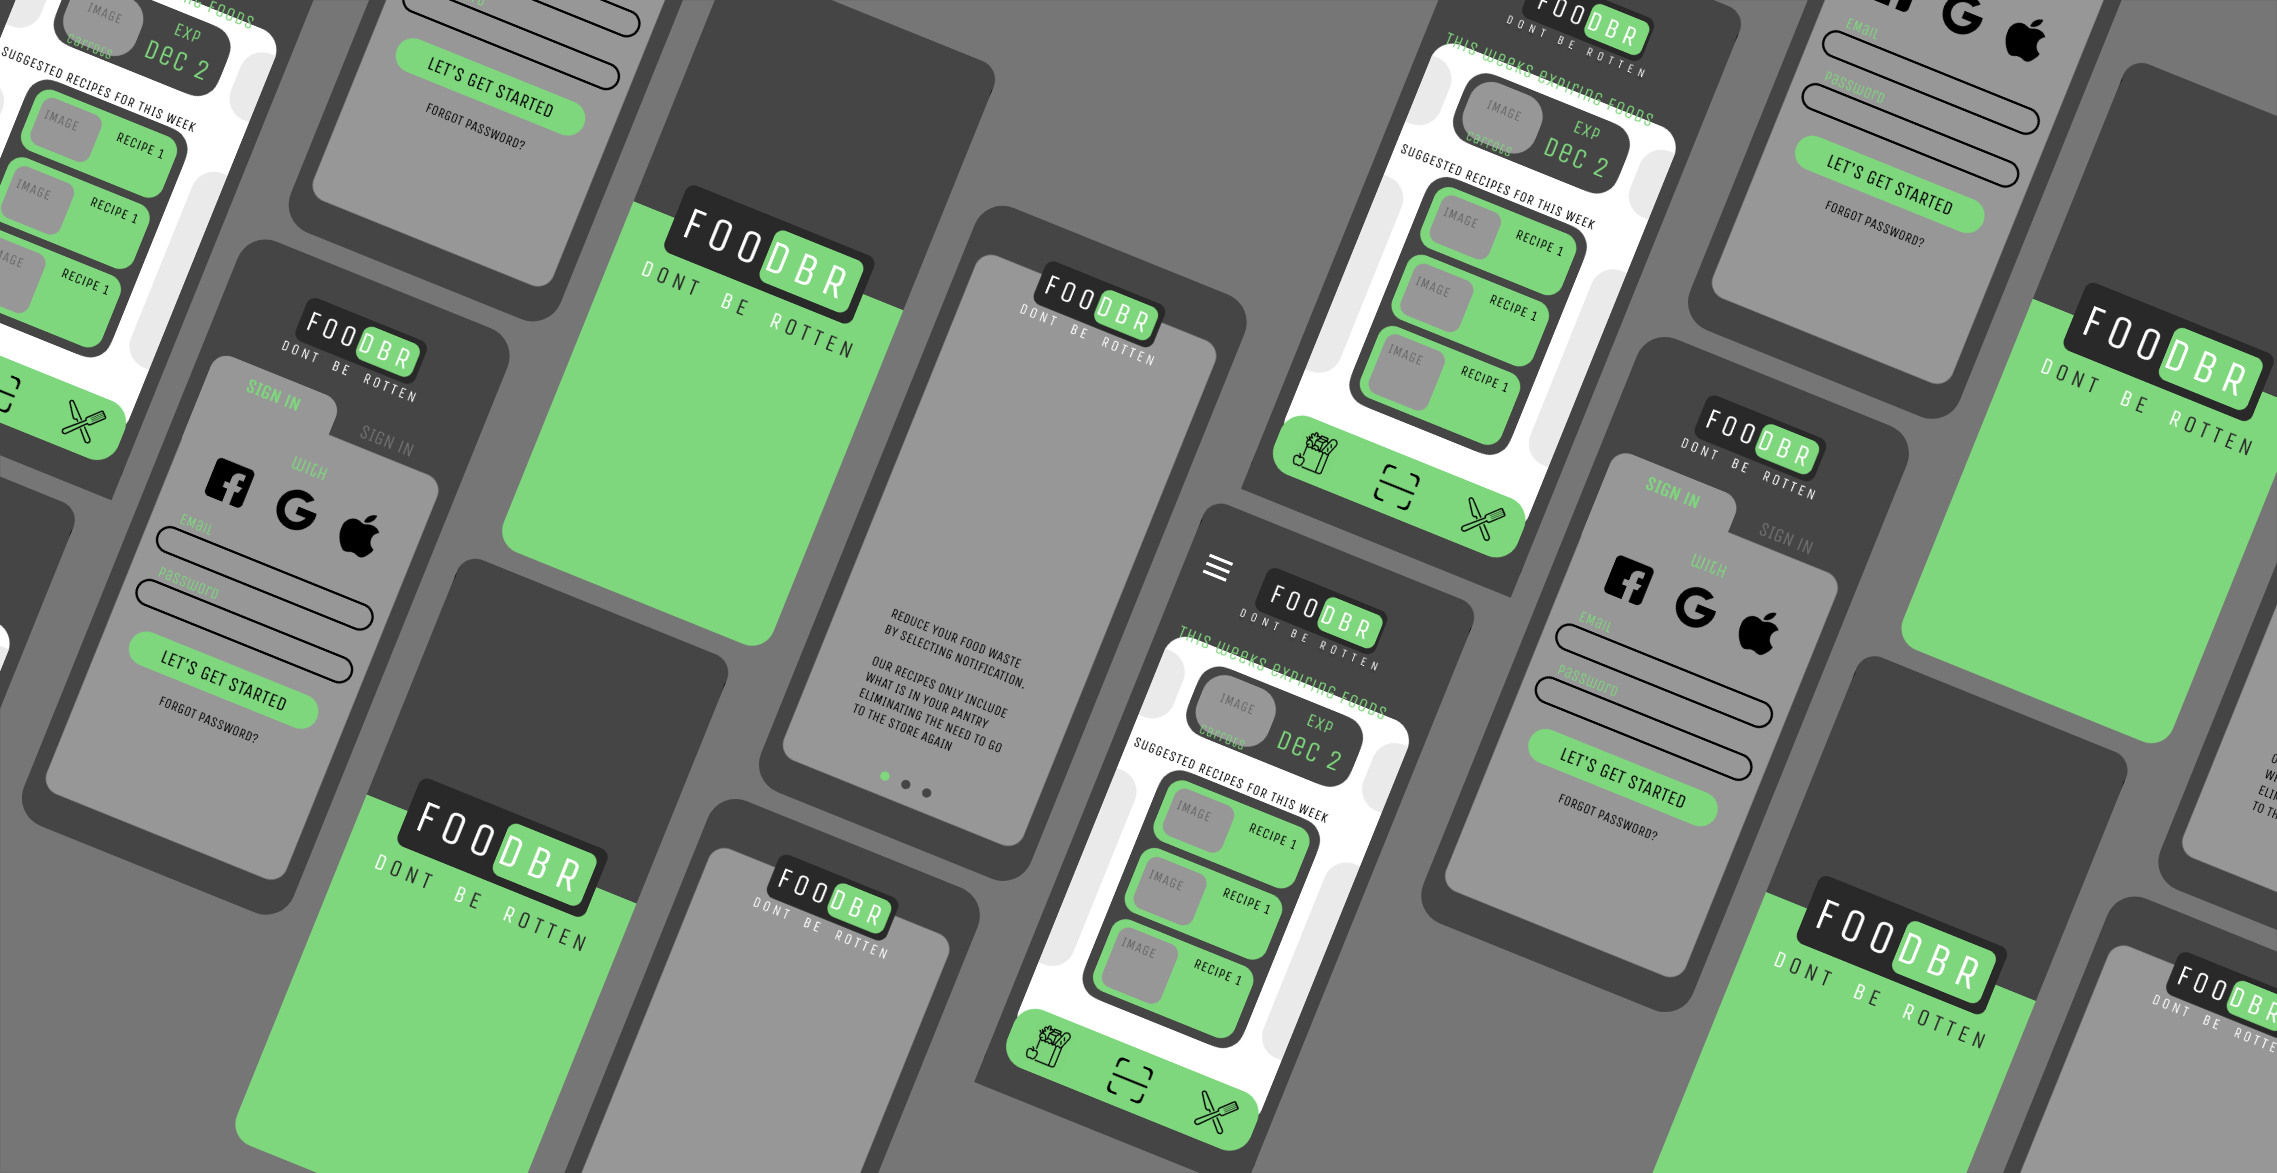 NG FOODS
IMAGE
carrots
EXP
Dec 2
SUGGESTED RECIPES FOR THIS WEEK
IMAGE
RECIPE 1
IMAGE
RECIPE 1
IMAGE
RECIPE 1
LET'S GET STARTED
FORGOT PASSWORD?
FOODBR
DONT BE ROTTEN
SIGN IN
SIGN IN
WITH
Email
Password
LET'S GET STARTED
FORGOT PASSWORD?
FOODBR
DONT BE ROTTEN
FOODBR
DONT BE ROTTEN
FOODBR
DONT BE ROTTEN
REDUCE YOUR FOOD WASTE
BY SELECTING NOTIFICATION.
OUR RECIPES ONLY INCLUDE
WHAT IS IN YOUR PANTRY
ELIMINATING THE NEED TO GO
TO THE STORE AGAIN
FOODBR
DONT BE ROTTEN
FOODBR
DONT BE ROTTEN
THIS WEEKS EXPIRING FOODS
IMAGE
carrots
EXP
Dec 2
SUGGESTED RECIPES FOR THIS WEEK
IMAGE
RECIPE 1
IMAGE
RECIPE 1
IMAGE
RECIPE 1
FOODBR
DONT BE ROTTEN
THIS WEEKS EXPIRING FOODS
IMAGE
carrots
EXP
Dec 2
SUGGESTED RECIPES FOR THIS WEEK
IMAGE
RECIPE 1
IMAGE
RECIPE 1
IMAGE
RECIPE 1
Email
Password
LET'S GET STARTED
FORGOT PASSWORD?
FOODBR
DONT BE ROTTEN
SIGN IN
SIGN IN
WITH
Email
Password
LET'S GET STARTED
FORGOT PASSWORD?
FOODBR
DONT BE ROTTEN
FOODBR
DONT BE ROTTEN
FOODBR
DONT BE ROTTE